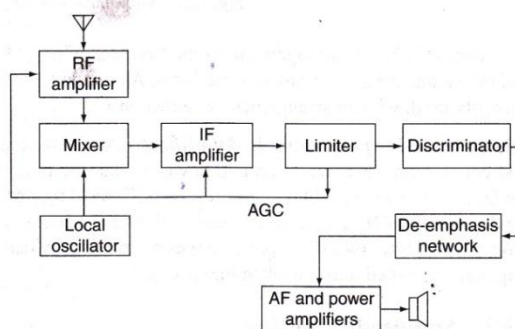 RF
amplifier
Mixer
IF
amplifier
Limiter
Discriminator
AGC
Local
oscillator
De-emphasis
network
AF and power
amplifiers